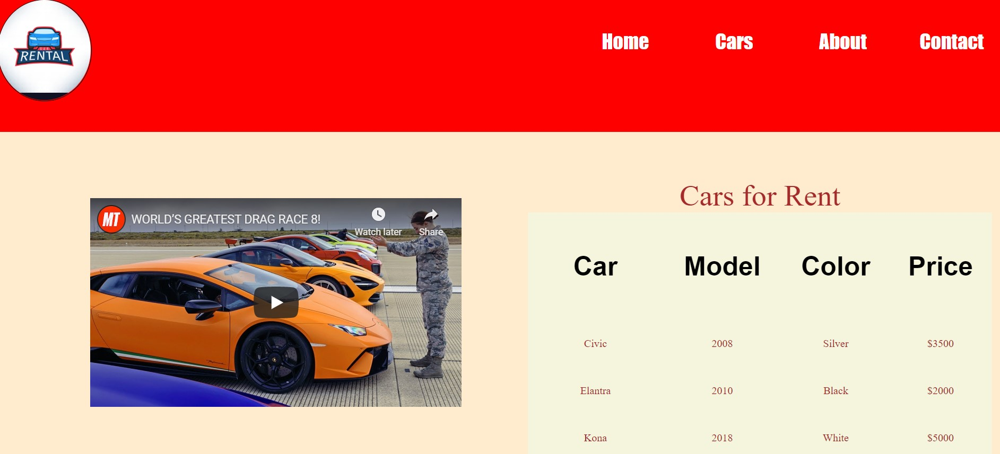 RENTAL
Home Cars About Contact
MT WORLD'S GREATEST DRAG RACE 8!
Watch later Share
Cars for Rent
Car Model Color Price
Civic 2008 Silver $3500
Elantra 2010 Black $2000
Kona 2018 White $5000